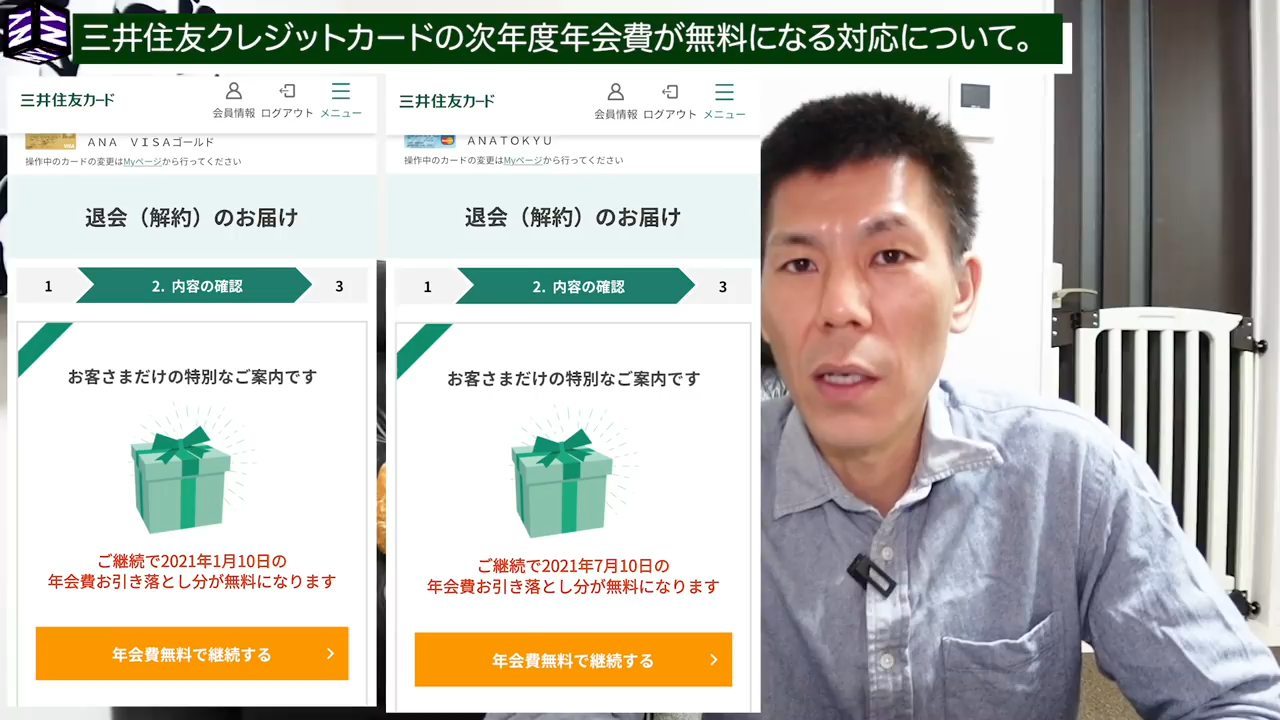 三井住友クレジットカードの次年度年会費が無料になる対応について。
三井住友カード
会員情報 ログアウト メニュー
ANA VISAゴールド
操作中のカードの変更はMyページから行ってください
退会（解約）のお届け
1
2. 内容の確認
3
お客さまだけの特別なご案内です
ご継続で2021年1月10日の
年会費お引き落とし分が無料になります
年会費無料で継続する
三井住友カード
会員情報 ログアウト メニュー
ANATOKYU
操作中のカードの変更はMyページから行ってください
退会（解約）のお届け
1
2. 内容の確認
3
お客さまだけの特別なご案内です
ご継続で2021年7月10日の
年会費お引き落とし分が無料になります
年会費無料で継続する